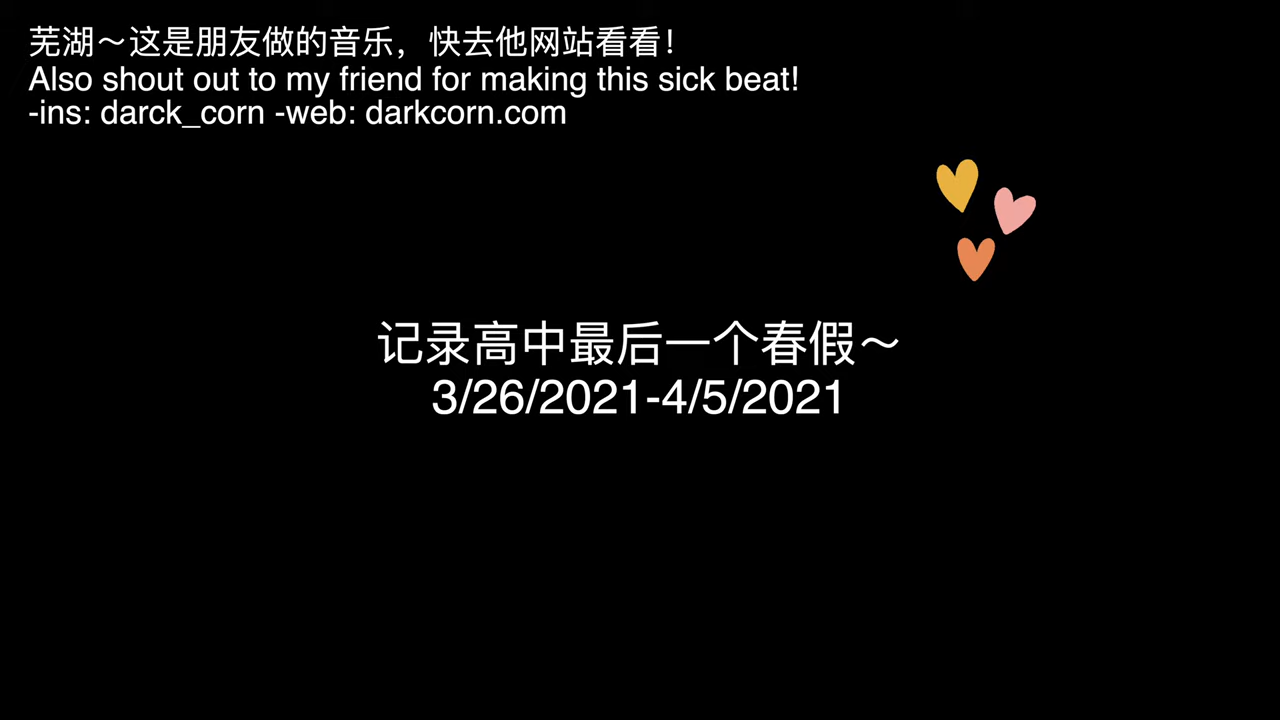 芜湖～这是朋友做的音乐，快去他网站看看！
Also shout out to my friend for making this sick beat!
-ins: darck_corn -web: darkcorn.com
记录高中最后一个春假～
3/26/2021-4/5/2021